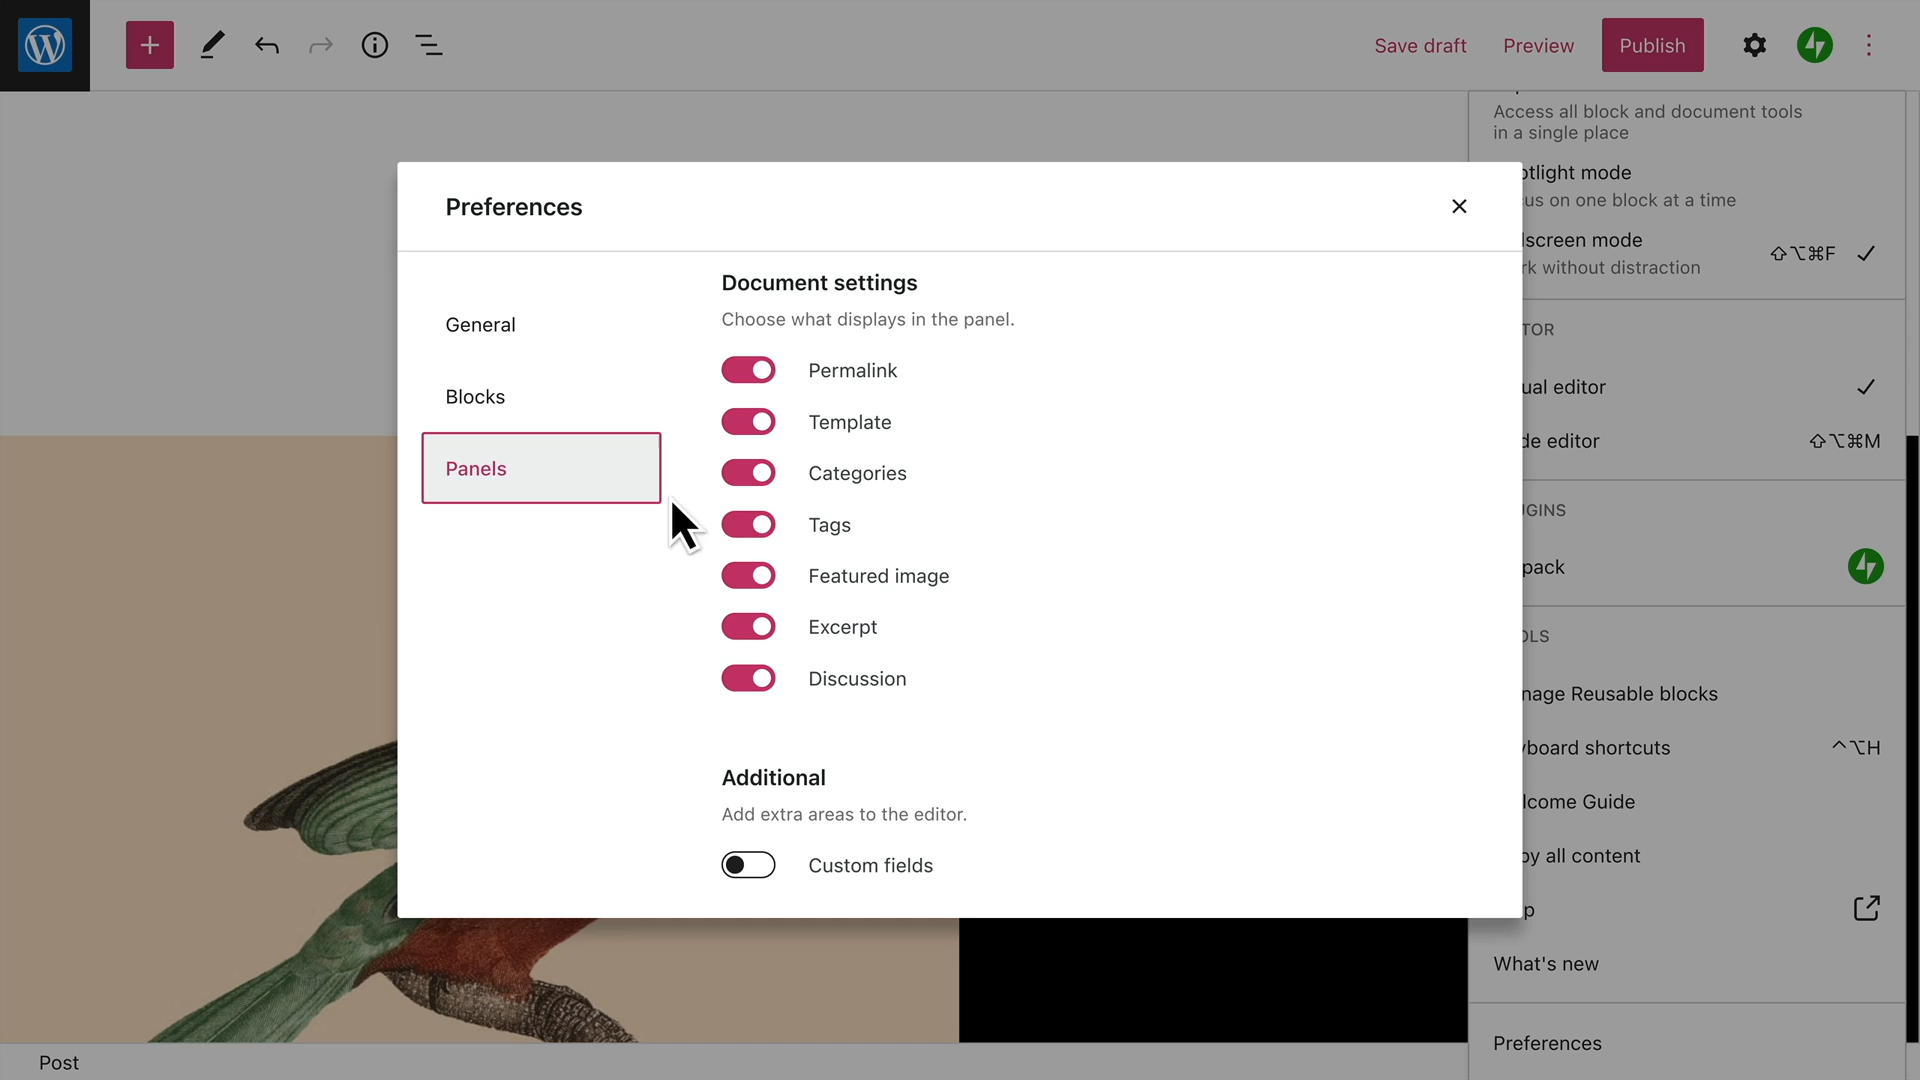 Save draft
Preview
Publish
Access all block and document tools
in a single place
otlight mode
us on one block at a time
lscreen mode
⇧⌥⌘F
rk without distraction
Preferences
Document settings
Choose what displays in the panel.
General
Blocks
Panels
Permalink
Template
Categories
Tags
Featured image
Excerpt
Discussion
Additional
Add extra areas to the editor.
Custom fields
TOR
ual editor
de editor
⇧⌥⌘M
GINS
pack
OLS
nage Reusable blocks
yboard shortcuts
^⌥H
lcome Guide
py all content
p
What's new
Preferences
Post